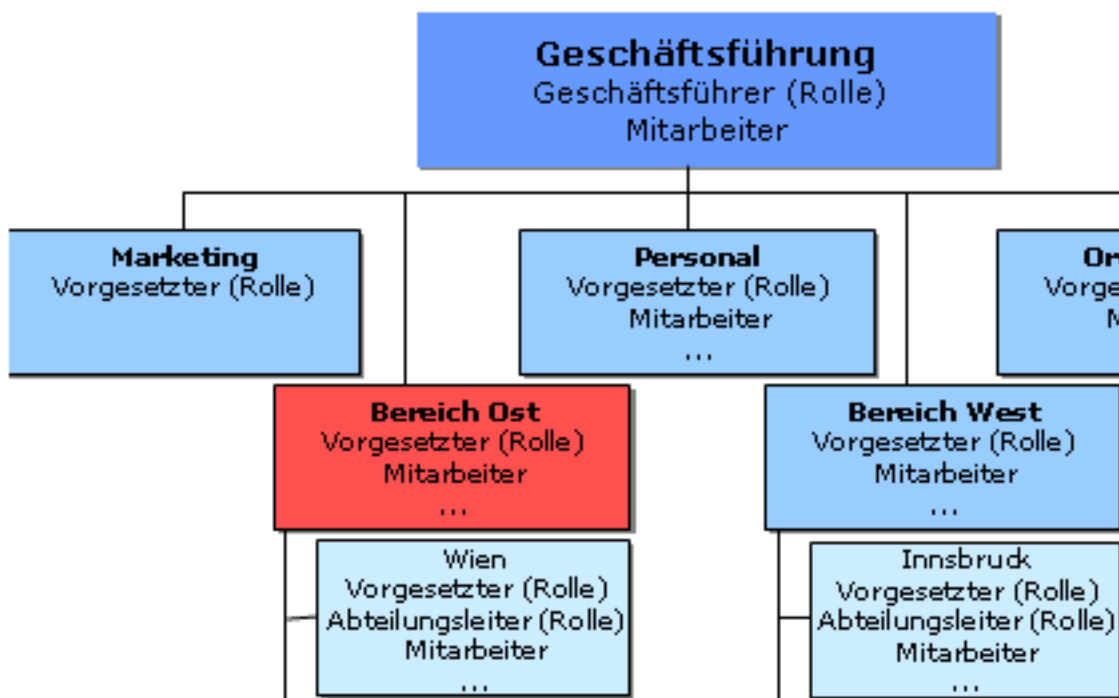 Geschäftsführung
Geschäftsführer (Rolle)
Mitarbeiter
Marketing
Vorgesetzter (Rolle)
Personal
Vorgesetzter (Rolle)
Mitarbeiter
...
Bereich Ost
Vorgesetzter (Rolle)
Mitarbeiter
...
Bereich West
Vorgesetzter (Rolle)
Mitarbeiter
...
Wien
Vorgesetzter (Rolle)
Abteilungsleiter (Rolle)
Mitarbeiter
...
Innsbruck
Vorgesetzter (Rolle)
Abteilungsleiter (Rolle)
Mitarbeiter
...